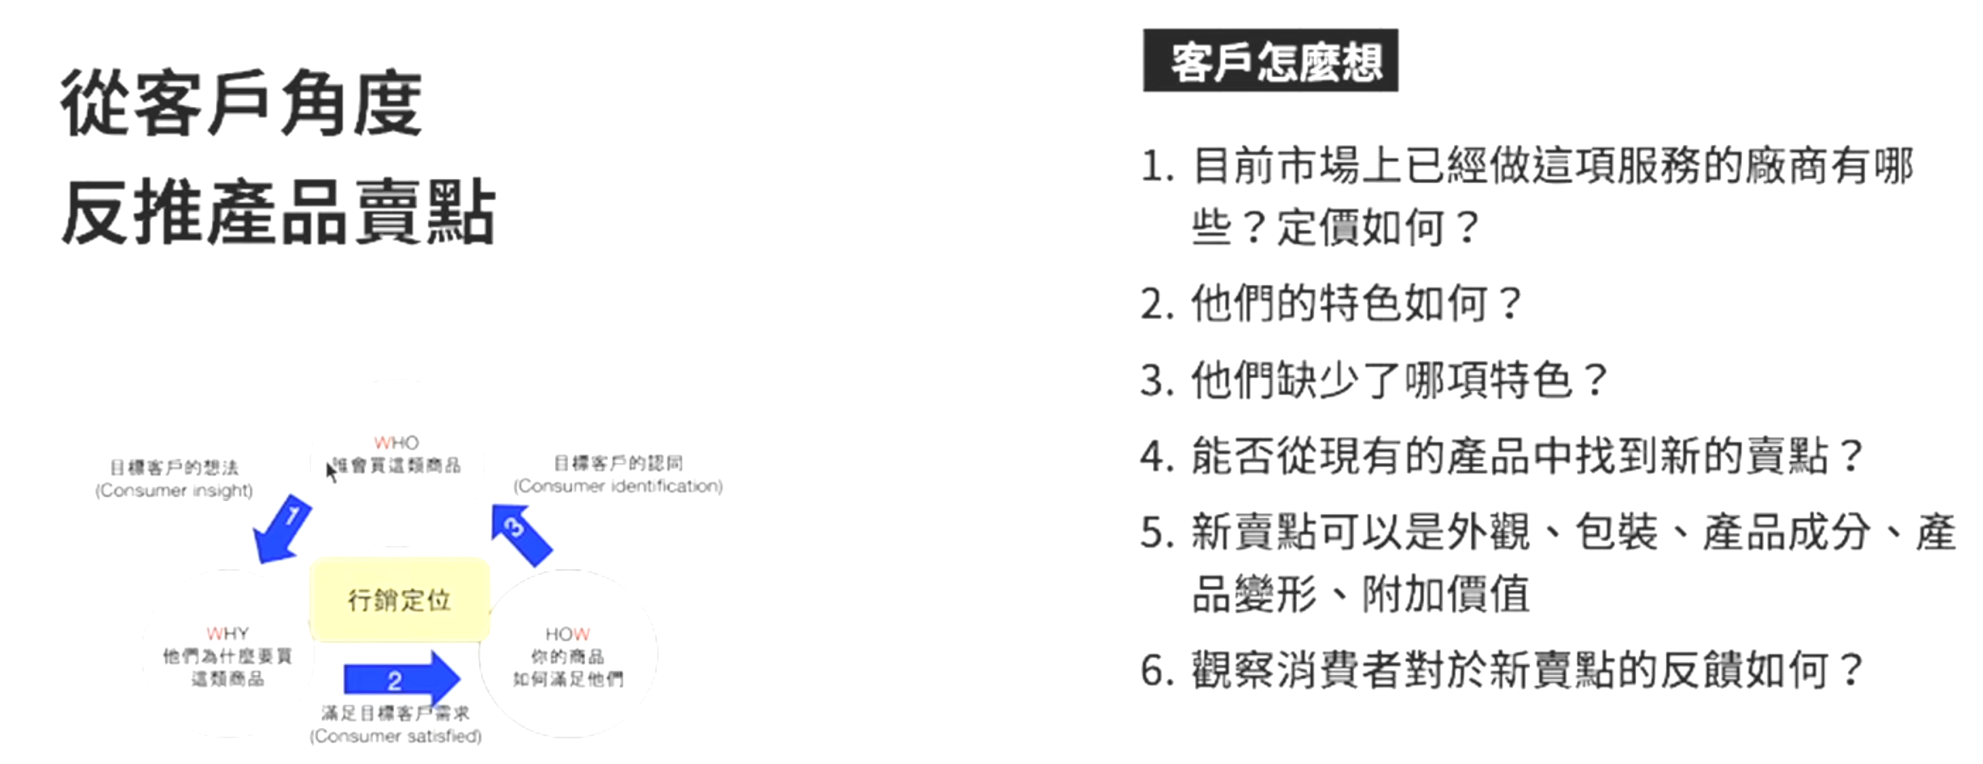 從客戶角度
反推產品賣點
客戶怎麼想
1. 目前市場上已經做這項服務的廠商有哪
些？定價如何？
2. 他們的特色如何？
3. 他們缺少了哪項特色？
4. 能否從現有的產品中找到新的賣點？
5. 新賣點可以是外觀、包裝、產品成分、產
品變形、附加價值
6. 觀察消費者對於新賣點的反饋如何？
WHO
誰會買這類商品
目標客戶的想法
(Consumer insight)
目標客戶的認同
(Consumer identification)
1
3
行銷定位
WHY
他們為什麼要買
這類商品
HOW
你的商品
如何滿足他們
2
滿足目標客戶需求
(Consumer satisfied)